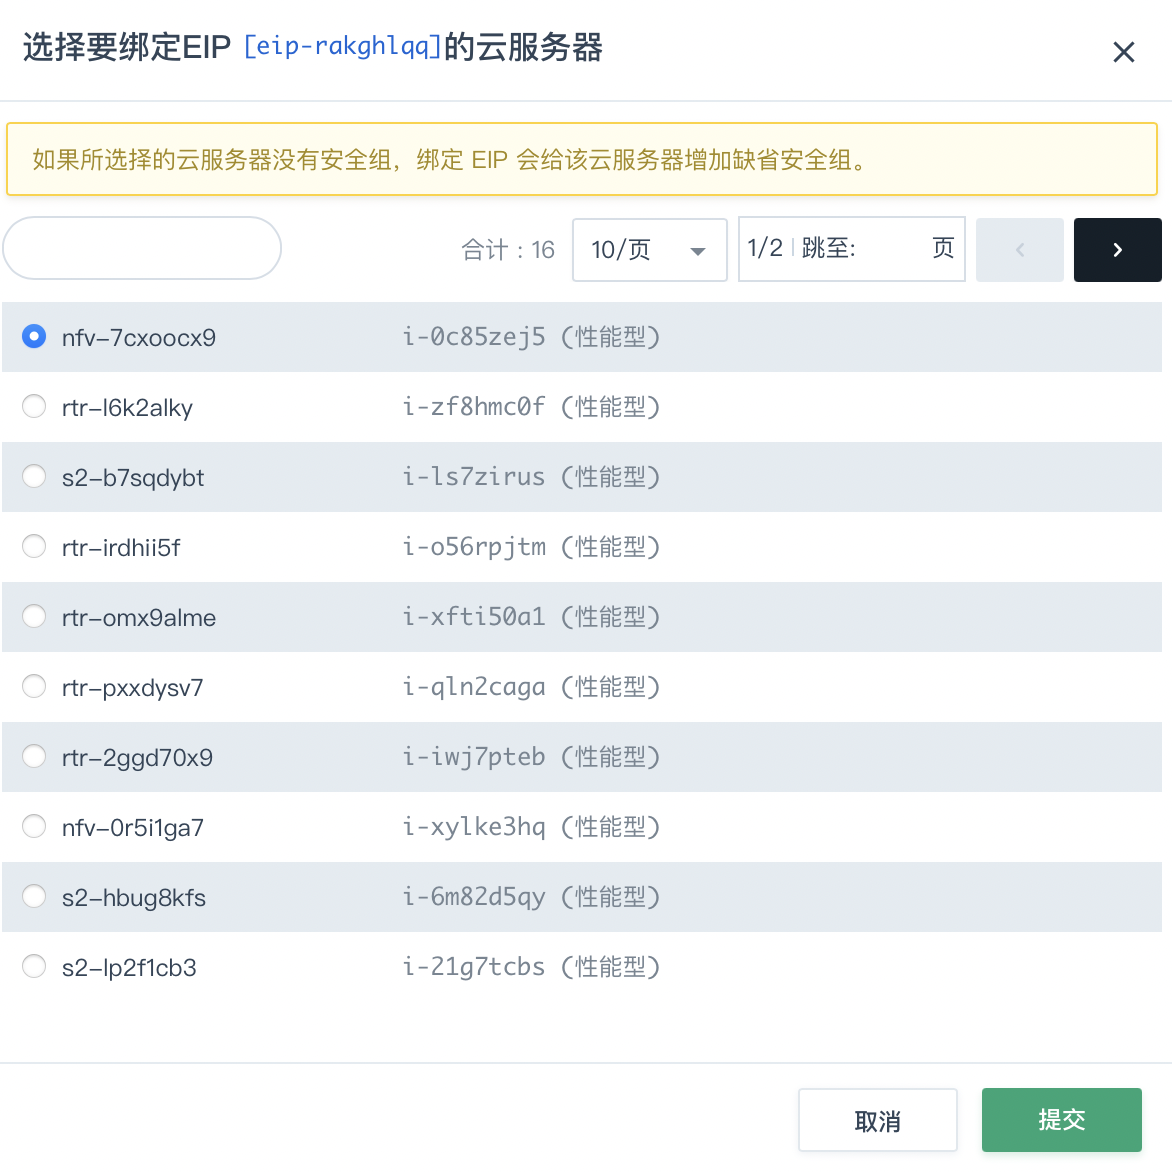 选择要绑定EIP [eip-rakghlqq]的云服务器
如果所选择的云服务器没有安全组，绑定 EIP 会给该云服务器增加缺省安全组。
合计 : 16 10/页 1/2 跳至: 页
nfv-7cxoocx9 i-0c85zej5 (性能型)
rtr-l6k2alky i-zf8hmc0f (性能型)
s2-b7sqdybt i-ls7zirus (性能型)
rtr-irdhii5f i-o56rpjtm (性能型)
rtr-omx9alme i-xfti50a1 (性能型)
rtr-pxxdysv7 i-qln2caga (性能型)
rtr-2ggd70x9 i-iwj7pteb (性能型)
nfv-0r5i1ga7 i-xylke3hq (性能型)
s2-hbug8kfs i-6m82d5qy (性能型)
s2-lp2f1cb3 i-21g7tcbs (性能型)
取消 提交